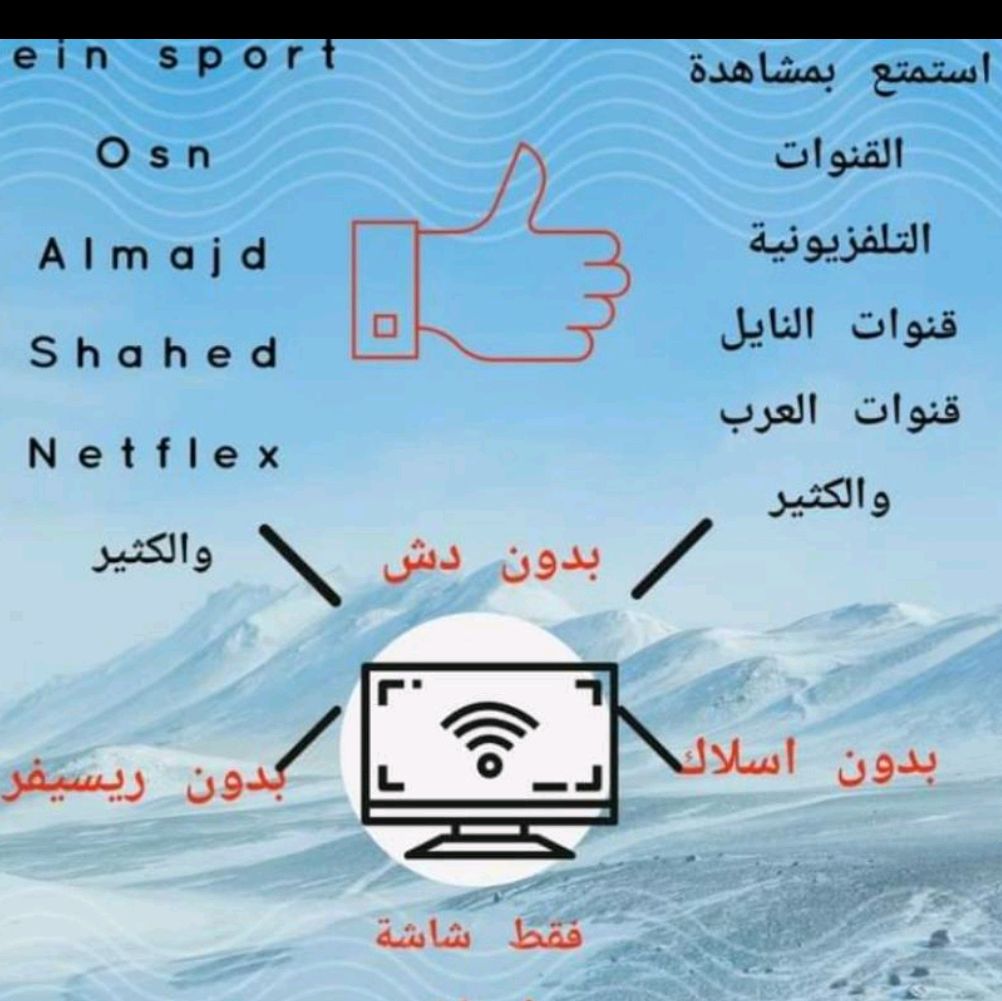 استمتع بمشاهدة
القنوات
التلفزيونية
قنوات النايل
قنوات العرب
والكثير
ein sport
Osn
Almajd
Shahed
Netflex
والكثير
بدون دش
بدون اسلاك
بدون ريسيفر
فقط شاشة